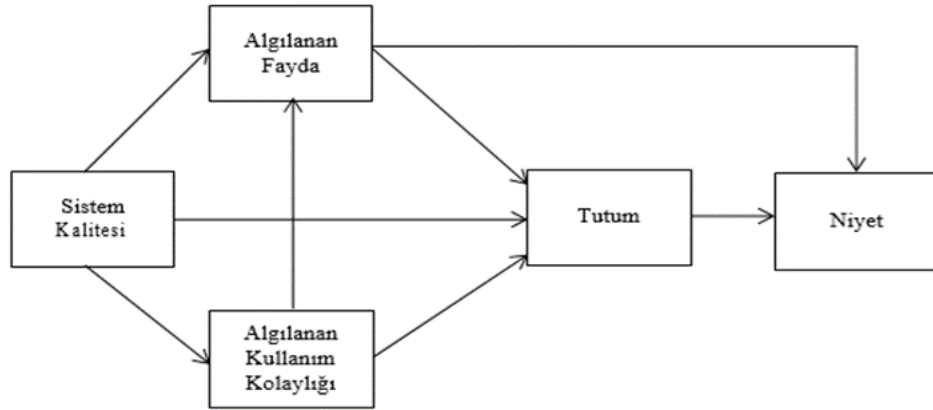 Algılanan
Fayda
Sistem
Kalitesi
Tutum
Niyet
Algılanan
Kullanım
Kolaylığı